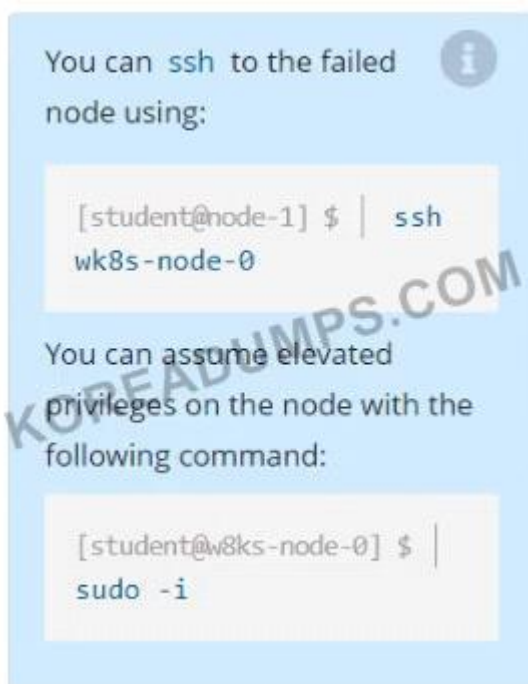 You can ssh to the failed
node using:
[student@node-1] $ | ssh
wk8s-node-0
You can assume elevated
privileges on the node with the
following command:
[student@w8ks-node-0] $ |
sudo -i
KOREADUMPS.COM